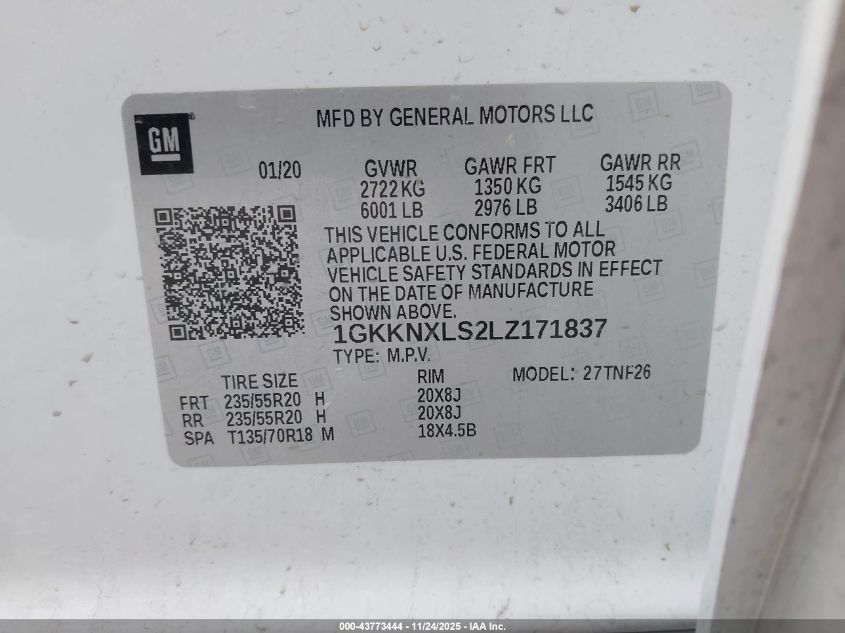 GM
MFD BY GENERAL MOTORS LLC
01/20 GVWR GAWR FRT GAWR RR
2722 KG 1350 KG 1545 KG
6001 LB 2976 LB 3406 LB
THIS VEHICLE CONFORMS TO ALL
APPLICABLE U.S. FEDERAL MOTOR
VEHICLE SAFETY STANDARDS IN EFFECT
ON THE DATE OF MANUFACTURE
SHOWN ABOVE.
1GKKNXLS2LZ171837
TYPE: M.P.V.
TIRE SIZE RIM MODEL: 27TNF26
FRT 235/55R20 H 20X8J
RR 235/55R20 H 20X8J
SPA T135/70R18 M 18X4.5B
000-43773444 - 11/24/2025 - IAA Inc.